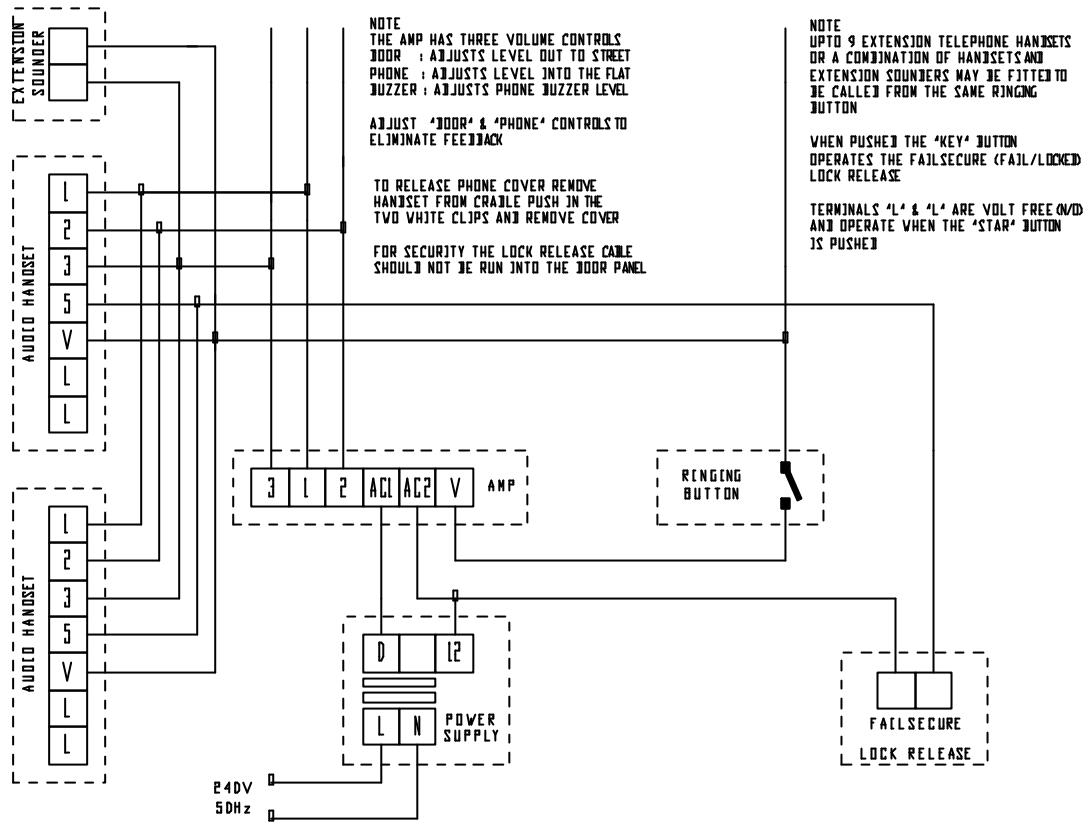 EXTENSION
SOUNDER
NOTE
THE AMP HAS THREE VOLUME CONTROLS
DOOR : ADJUSTS LEVEL OUT TO STREET
PHONE : ADJUSTS LEVEL INTO THE FLAT
BUZZER : ADJUSTS PHONE BUZZER LEVEL
ADJUST "DOOR" & "PHONE" CONTROLS TO
ELIMINATE FEEDBACK
TO RELEASE PHONE COVER REMOVE
HANDSET FROM CRADLE PUSH IN THE
TWO WHITE CLIPS AND REMOVE COVER
FOR SECURITY THE LOCK RELEASE CABLE
SHOULD NOT BE RUN INTO THE DOOR PANEL
NOTE
UPTO 9 EXTENSION TELEPHONE HANDSETS
OR A COMBINATION OF HANDSETS AND
EXTENSION SOUNDERS MAY BE FITTED TO
BE CALLED FROM THE SAME RINGING
BUTTON
WHEN PUSHED THE "KEY" BUTTON
OPERATES THE FAILSECURE (FAIL/LOCKED)
LOCK RELEASE
TERMINALS "L" & "L" ARE VOLT FREE (N/O)
AND OPERATE WHEN THE "STAR" BUTTON
IS PUSHED
AUDIO HANDSET
1
2
3
5
V
L
L
3
1
2
AC1
AC2
V
AMP
RINGING
BUTTON
AUDIO HANDSET
1
2
3
5
V
L
L
0
12
L
N
POWER
SUPPLY
240V
50Hz
FAILSECURE
LOCK RELEASE